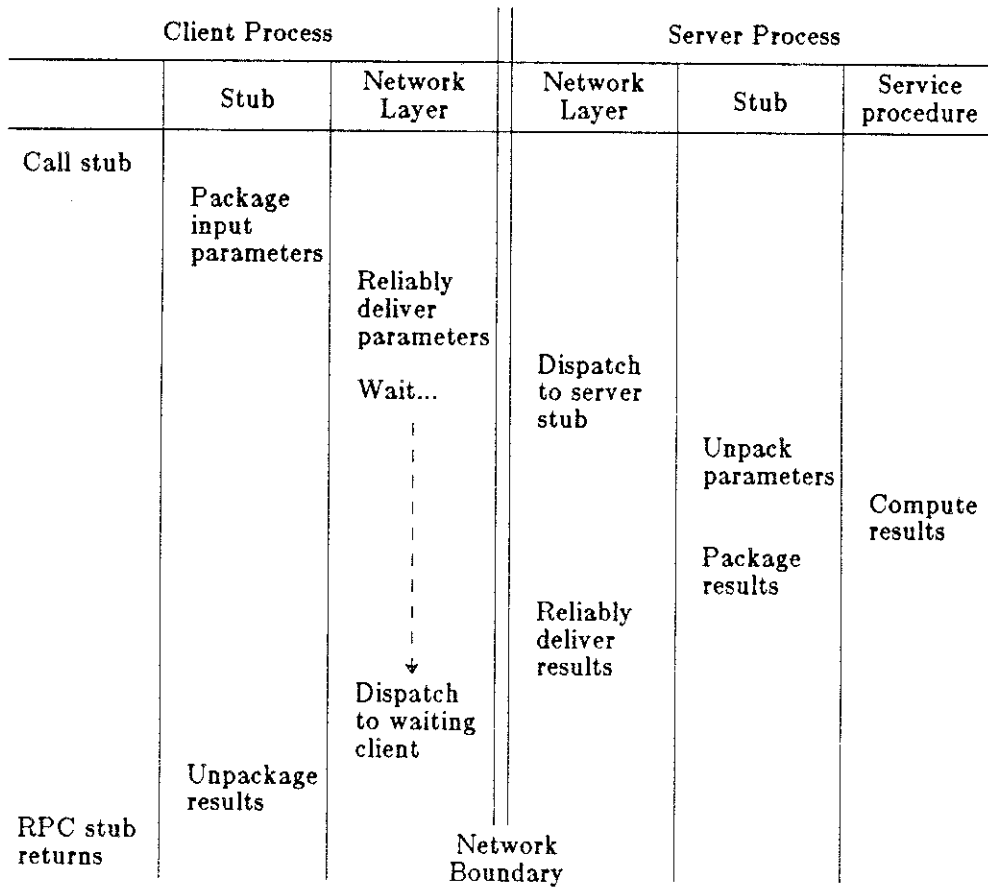 Client Process
Server Process
Stub
Network
Layer
Network
Layer
Stub
Service
procedure
Call stub
Package
input
parameters
Reliably
deliver
parameters
Wait...
Dispatch
to server
stub
Unpack
parameters
Compute
results
Package
results
Reliably
deliver
results
Dispatch
to waiting
client
Unpackage
results
RPC stub
returns
Network
Boundary